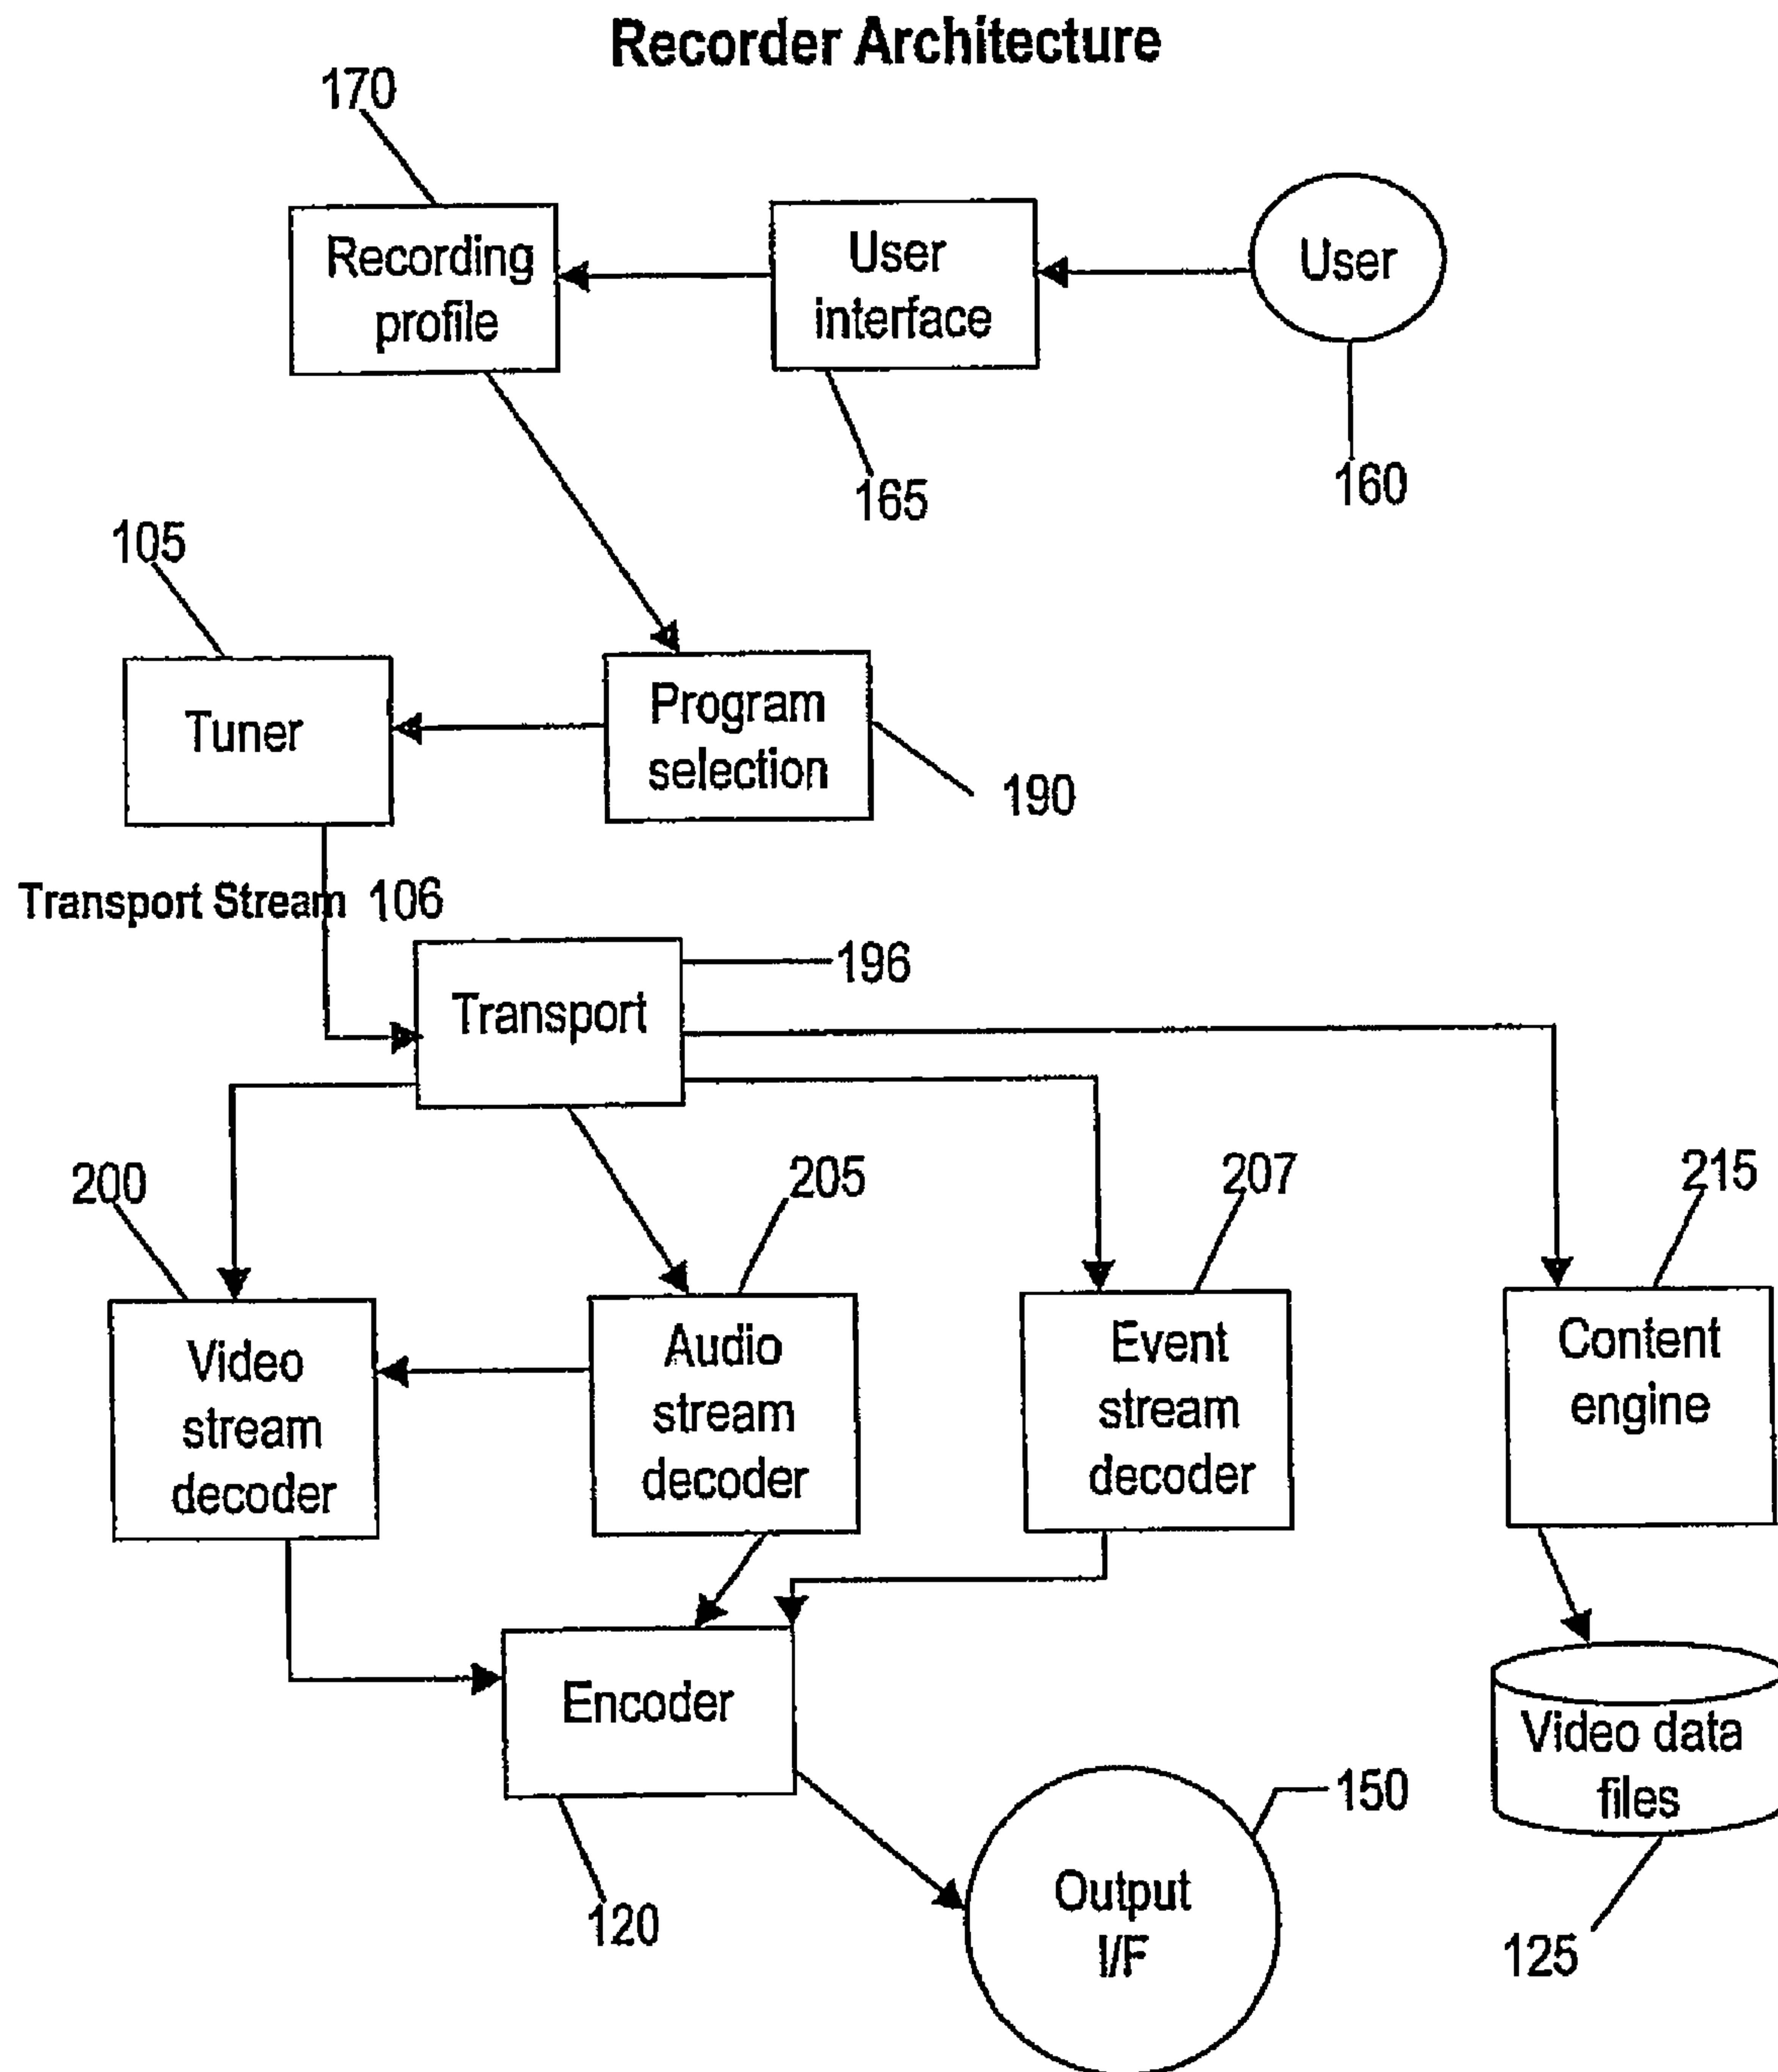 Recorder Architecture
170
Recording
profile
User
interface
User
165
160
105
Tuner
Program
selection
190
Transport Stream 106
196
Transport
200
205
207
215
Video
stream
decoder
Audio
stream
decoder
Event
stream
decoder
Content
engine
Encoder
120
Output
I/F
150
Video data
files
125